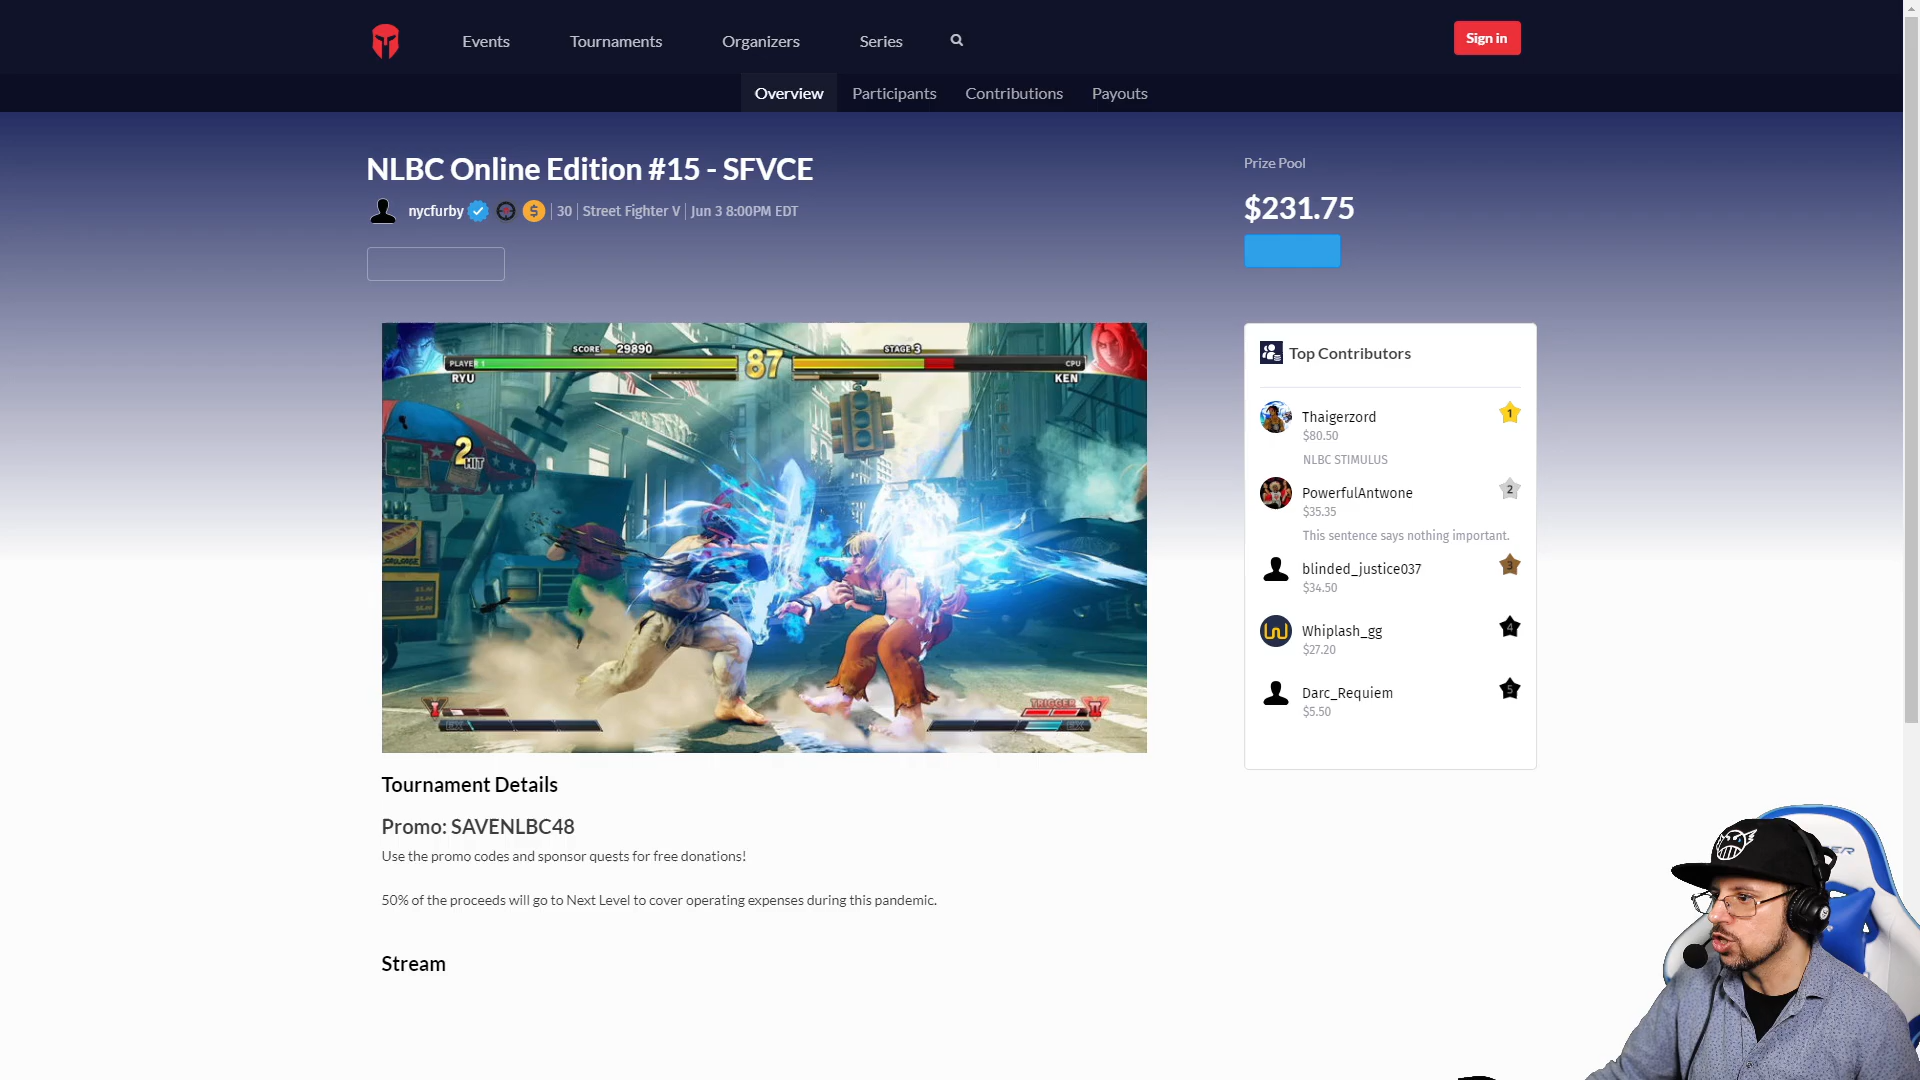 Events Tournaments Organizers Series Sign in
Overview Participants Contributions Payouts
NLBC Online Edition #15 - SFVCE
nycfurby $ 30 Street Fighter V Jun 3 8:00PM EDT
Prize Pool
$231.75
SCORE 29890 STAGE 3
PLAYER 1 87 CPU
RYU KEN
2 HIT
TRIGGER
Top Contributors
Thaigerzord 1
$80.50
NLBC STIMULUS
PowerfulAntwone 2
$35.35
This sentence says nothing important.
blinded_justice037 3
$34.50
Whiplash_gg 4
$27.20
Darc_Requiem 5
$5.50
Tournament Details
Promo: SAVENLBC48
Use the promo codes and sponsor quests for free donations!
50% of the proceeds will go to Next Level to cover operating expenses during this pandemic.
Stream